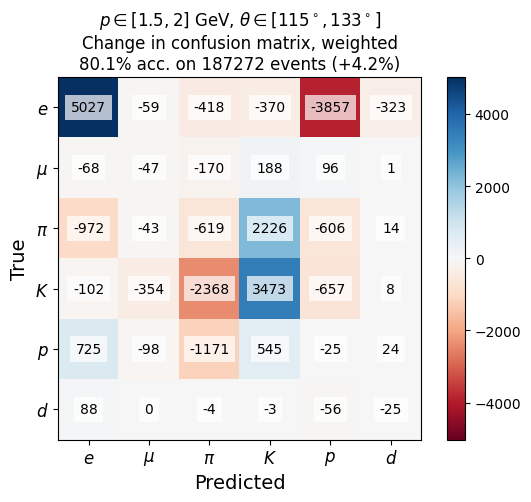 p ∈ [1.5, 2] GeV, θ ∈ [115°, 133°]
Change in confusion matrix, weighted
80.1% acc. on 187272 events (+4.2%)
True
e 5027 -59 -418 -370 -3857 -323
μ -68 -47 -170 188 96 1
π -972 -43 -619 2226 -606 14
K -102 -354 -2368 3473 -657 8
p 725 -98 -1171 545 -25 24
d 88 0 -4 -3 -56 -25
e μ π K p d
Predicted
4000
2000
0
−2000
−4000